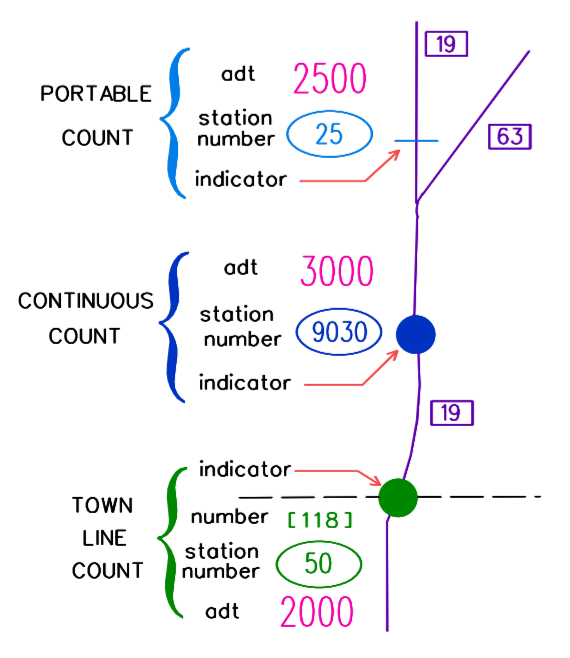 19
adt 2500
PORTABLE
station
number 25
63
COUNT
indicator
adt 3000
CONTINUOUS
station
number 9030
COUNT
indicator
19
indicator
TOWN
number [118]
LINE
station
number 50
COUNT
adt 2000